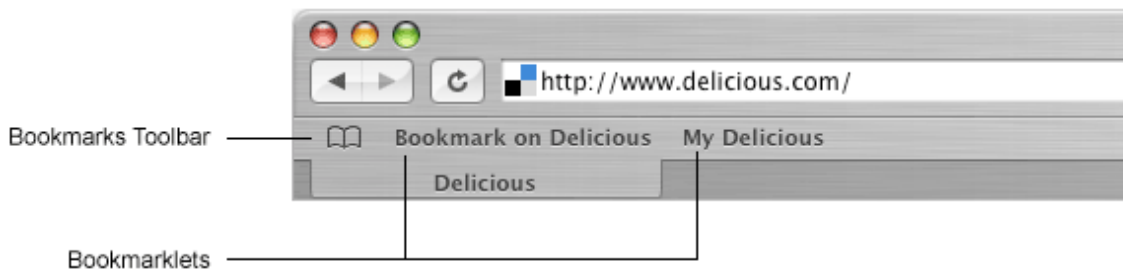 http://www.delicious.com/
Bookmarks Toolbar
Bookmark on Delicious
My Delicious
Delicious
Bookmarklets